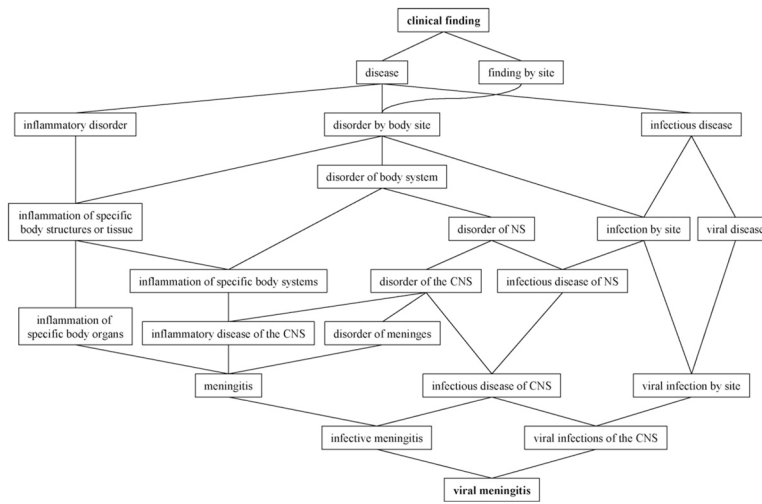 clinical finding
disease
finding by site
inflammatory disorder
disorder by body site
infectious disease
disorder of body system
inflammation of specific
body structures or tissue
disorder of NS
infection by site
viral disease
inflammation of specific body systems
disorder of the CNS
infectious disease of NS
inflammation of
specific body organs
inflammatory disease of the CNS
disorder of meninges
meningitis
infectious disease of CNS
viral infection by site
infective meningitis
viral infections of the CNS
viral meningitis